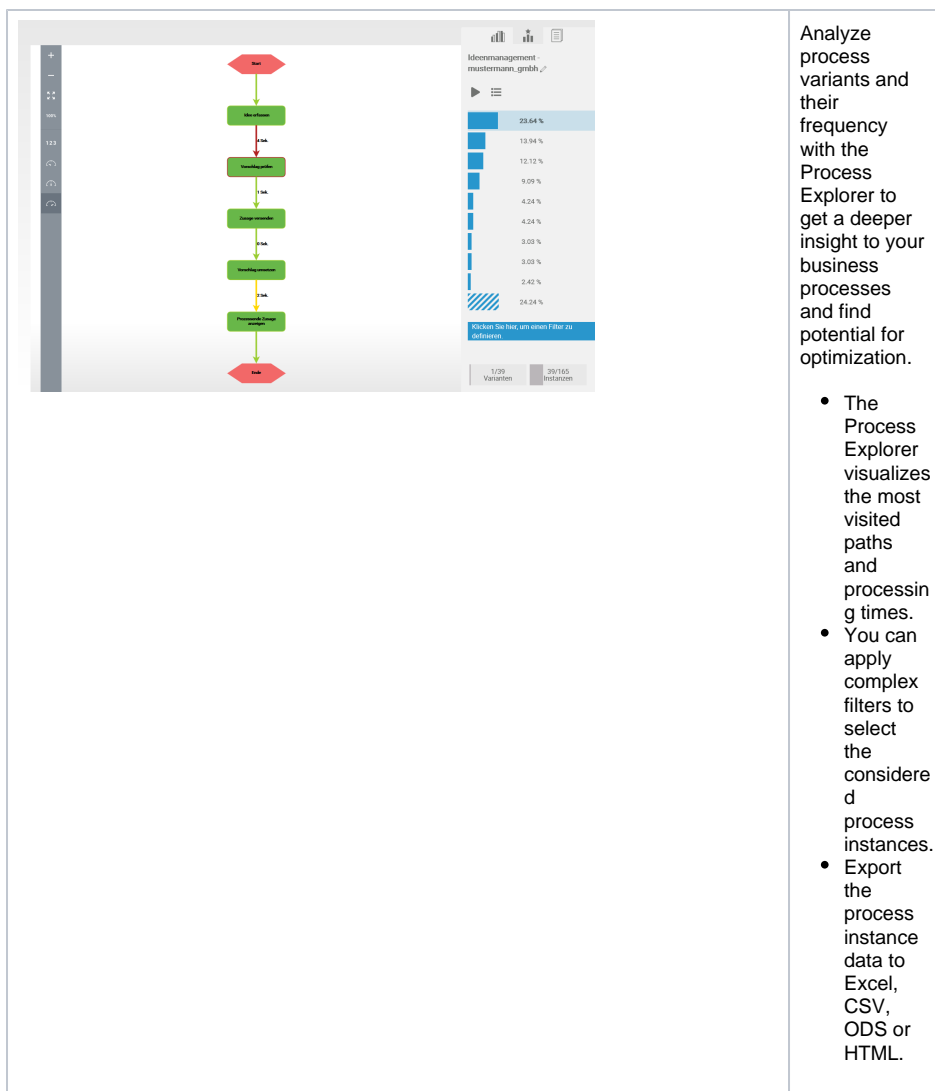 Start
Idee erfassen
4 Sek.
Vorschlag prüfen
1 Sek.
Zusage versenden
0 Sek.
Vorschlag umsetzen
2 Sek.
Prozessende Zusage
anzeigen
Ende
100%
123
Ideenmanagement -
mustermann_gmbh
23.64 %
13.94 %
12.12 %
9.09 %
4.24 %
4.24 %
3.03 %
3.03 %
2.42 %
24.24 %
Klicken Sie hier, um einen Filter zu
definieren
1/39
Varianten
39/165
Instanzen
Analyze
process
variants and
their
frequency
with the
Process
Explorer to
get a deeper
insight to your
business
processes
and find
potential for
optimization.
The
Process
Explorer
visualizes
the most
visited
paths
and
processin
g times.
You can
apply
complex
filters to
select
the
considere
d
process
instances.
Export
the
process
instance
data to
Excel,
CSV,
ODS or
HTML.